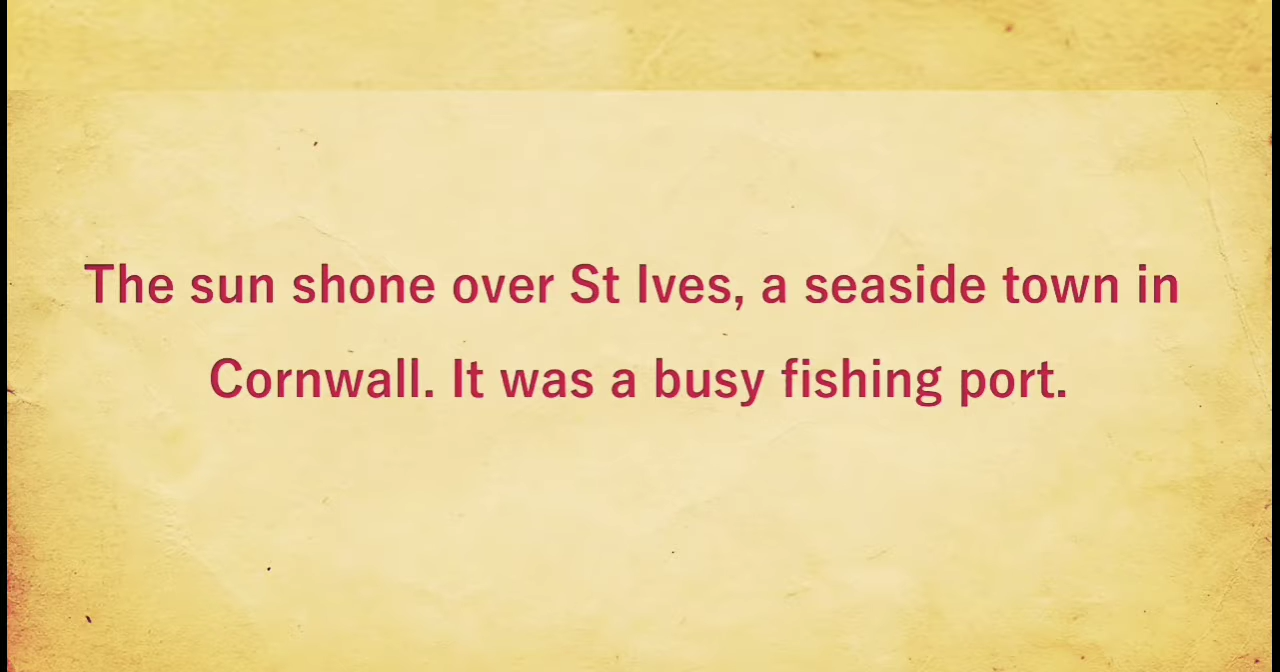 The sun shone over St Ives, a seaside town in
Cornwall. It was a busy fishing port.